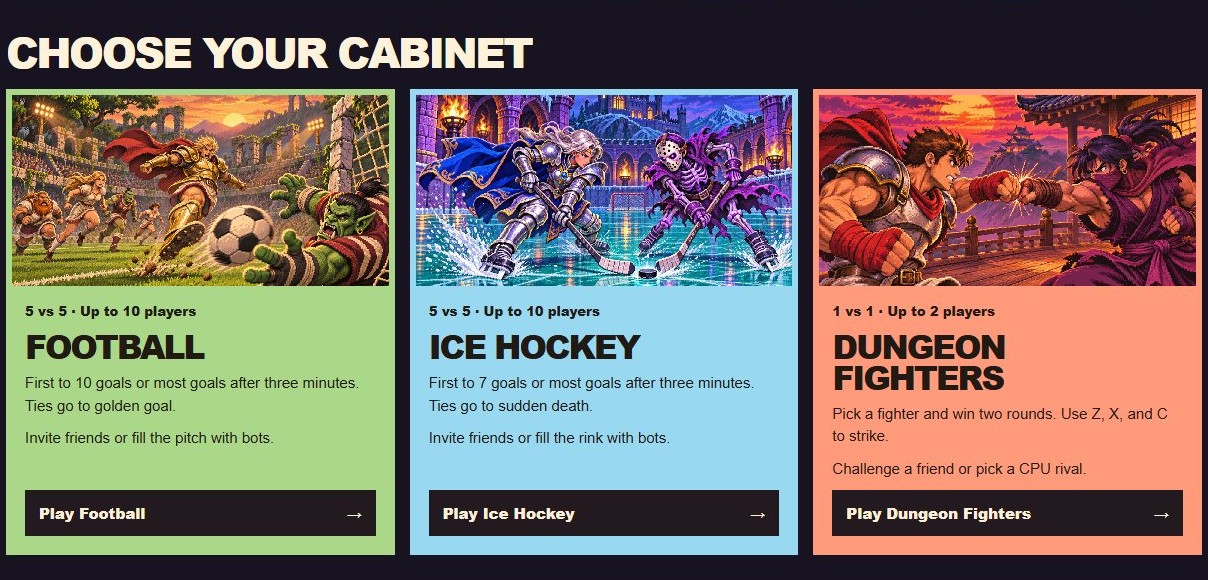 CHOOSE YOUR CABINET
5 vs 5 · Up to 10 players
FOOTBALL
First to 10 goals or most goals after three minutes.
Ties go to golden goal.
Invite friends or fill the pitch with bots.
Play Football →
5 vs 5 · Up to 10 players
ICE HOCKEY
First to 7 goals or most goals after three minutes.
Ties go to sudden death.
Invite friends or fill the rink with bots.
Play Ice Hockey →
1 vs 1 · Up to 2 players
DUNGEON
FIGHTERS
Pick a fighter and win two rounds. Use Z, X, and C
to strike.
Challenge a friend or pick a CPU rival.
Play Dungeon Fighters →